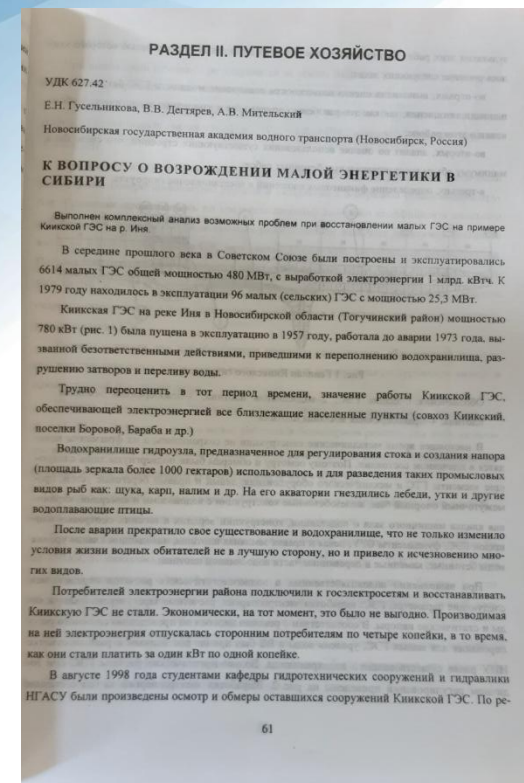 РАЗДЕЛ II. ПУТЕВОЕ ХОЗЯЙСТВО
УДК 627.42
Е.Н. Гусельникова, В.В. Дегтярев, А.В. Мительский
Новосибирская государственная академия водного транспорта (Новосибирск, Россия)
К ВОПРОСУ О ВОЗРОЖДЕНИИ МАЛОЙ ЭНЕРГЕТИКИ В
СИБИРИ
Выполнен комплексный анализ возможных проблем при восстановлении малых ГЭС на примере
Киикской ГЭС на р. Иня.
В середине прошлого века в Советском Союзе были построены и эксплуатировались
6614 малых ГЭС общей мощностью 480 МВт, с выработкой электроэнергии 1 млрд. кВтч. К
1979 году находилось в эксплуатации 96 малых (сельских) ГЭС с мощностью 25,3 МВт.
Киикская ГЭС на реке Иня в Новосибирской области (Тогучинский район) мощностью
780 кВт (рис. 1) была пущена в эксплуатацию в 1957 году, работала до аварии 1973 года, вы-
званной безответственными действиями, приведшими к переполнению водохранилища, раз-
рушению затворов и переливу воды.
Трудно переоценить в тот период времени, значение работы Киикской ГЭС,
обеспечивающей электроэнергией все близлежащие населенные пункты (совхоз Киикский,
поселки Боровой, Бараба и др.)
Водохранилище гидроузла, предназначенное для регулирования стока и создания напора
(площадь зеркала более 1000 гектаров) использовалось и для разведения таких промысловых
видов рыб как: щука, карп, налим и др. На его акватории гнездились лебеди, утки и другие
водоплавающие птицы.
После аварии прекратило свое существование и водохранилище, что не только изменило
условия жизни водных обитателей не в лучшую сторону, но и привело к исчезновению мно-
гих видов.
Потребителей электроэнергии района подключили к госэлектросетям и восстанавливать
Киикскую ГЭС не стали. Экономически, на тот момент, это было не выгодно. Производимая
на ней электроэнегрия отпускалась сторонним потребителям по четыре копейки, в то время,
как они стали платить за один кВт по одной копейке.
В августе 1998 года студентами кафедры гидротехнических сооружений и гидравлики
НГАСУ были произведены осмотр и обмеры оставшихся сооружений Киикской ГЭС. По ре-
61